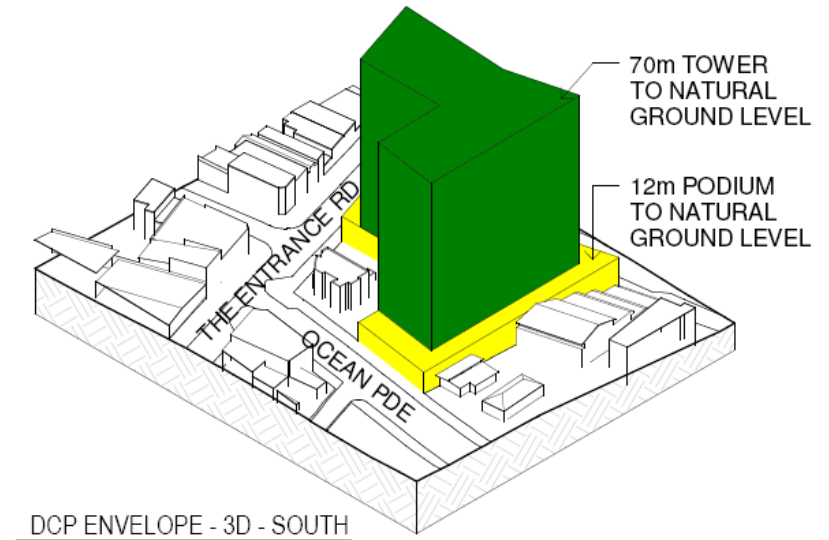 70m TOWER
TO NATURAL
GROUND LEVEL
12m PODIUM
TO NATURAL
GROUND LEVEL
THE ENTRANCE RD
OCEAN PDE
DCP ENVELOPE - 3D - SOUTH